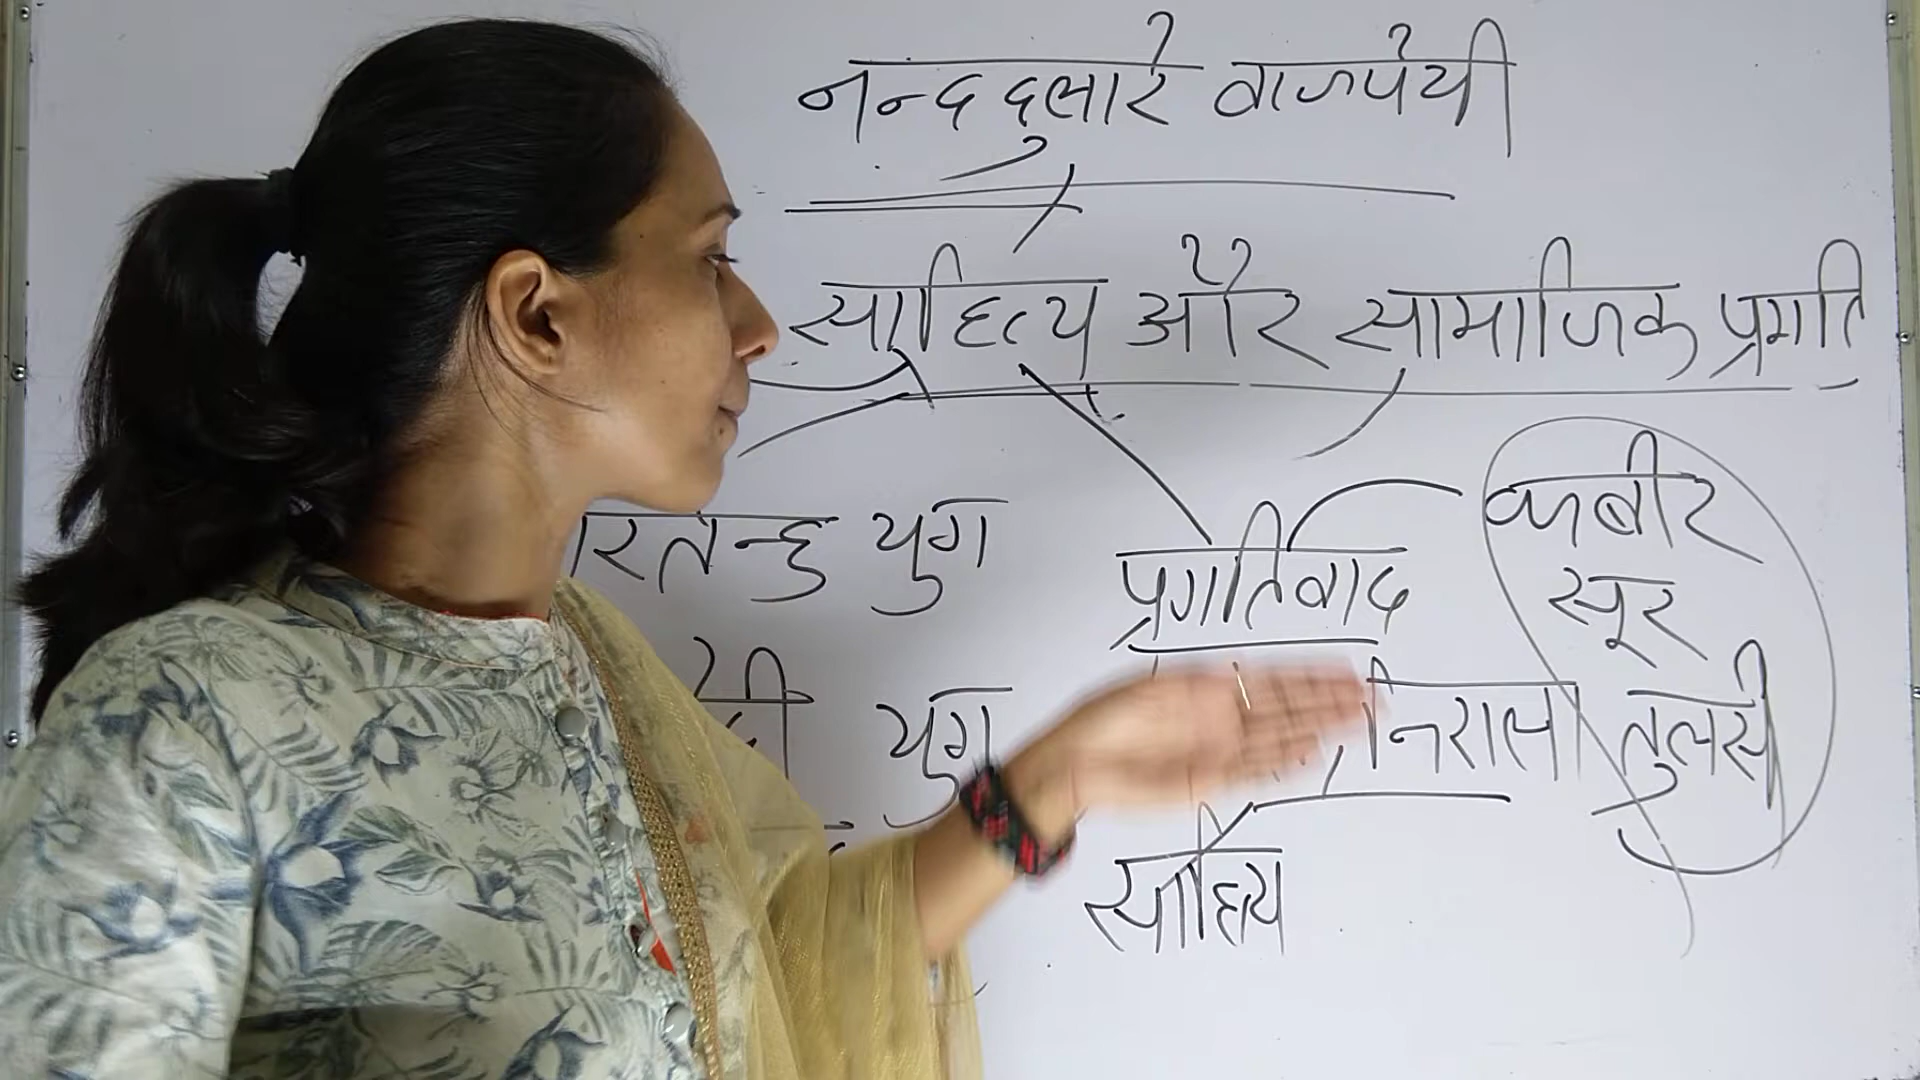 नन्द दुलारे वाजपेयी
साहित्य और सामाजिक प्रगति
रतेन्दु युग
प्रगतिवाद
कबीर
सूर
तुलसी
दी युग
निराला
साहित्य